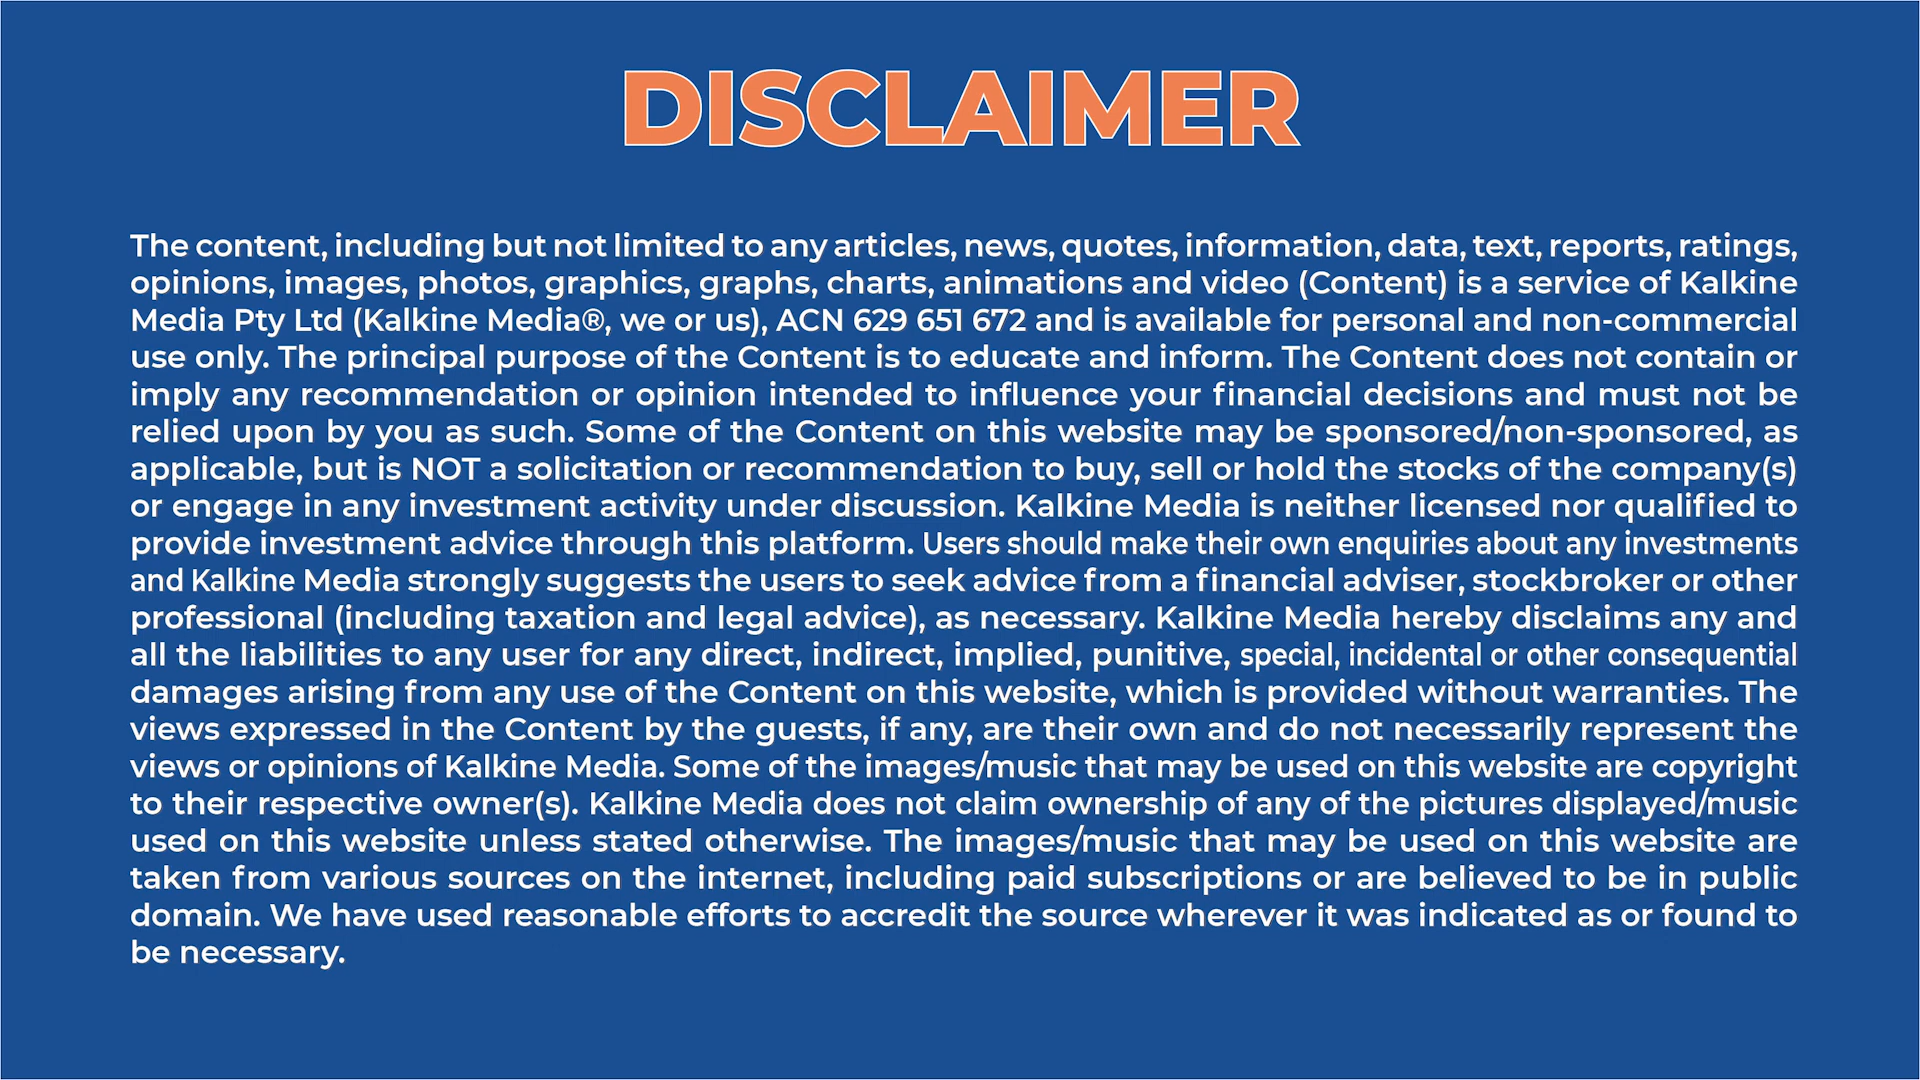 DISCLAIMER
The content, including but not limited to any articles, news, quotes, information, data, text, reports, ratings,
opinions, images, photos, graphics, graphs, charts, animations and video (Content) is a service of Kalkine
Media Pty Ltd (Kalkine Media®, we or us), ACN 629 651 672 and is available for personal and non-commercial
use only. The principal purpose of the Content is to educate and inform. The Content does not contain or
imply any recommendation or opinion intended to influence your financial decisions and must not be
relied upon by you as such. Some of the Content on this website may be sponsored/non-sponsored, as
applicable, but is NOT a solicitation or recommendation to buy, sell or hold the stocks of the company(s)
or engage in any investment activity under discussion. Kalkine Media is neither licensed nor qualified to
provide investment advice through this platform. Users should make their own enquiries about any investments
and Kalkine Media strongly suggests the users to seek advice from a financial adviser, stockbroker or other
professional (including taxation and legal advice), as necessary. Kalkine Media hereby disclaims any and
all the liabilities to any user for any direct, indirect, implied, punitive, special, incidental or other consequential
damages arising from any use of the Content on this website, which is provided without warranties. The
views expressed in the Content by the guests, if any, are their own and do not necessarily represent the
views or opinions of Kalkine Media. Some of the images/music that may be used on this website are copyright
to their respective owner(s). Kalkine Media does not claim ownership of any of the pictures displayed/music
used on this website unless stated otherwise. The images/music that may be used on this website are
taken from various sources on the internet, including paid subscriptions or are believed to be in public
domain. We have used reasonable efforts to accredit the source wherever it was indicated as or found to
be necessary.